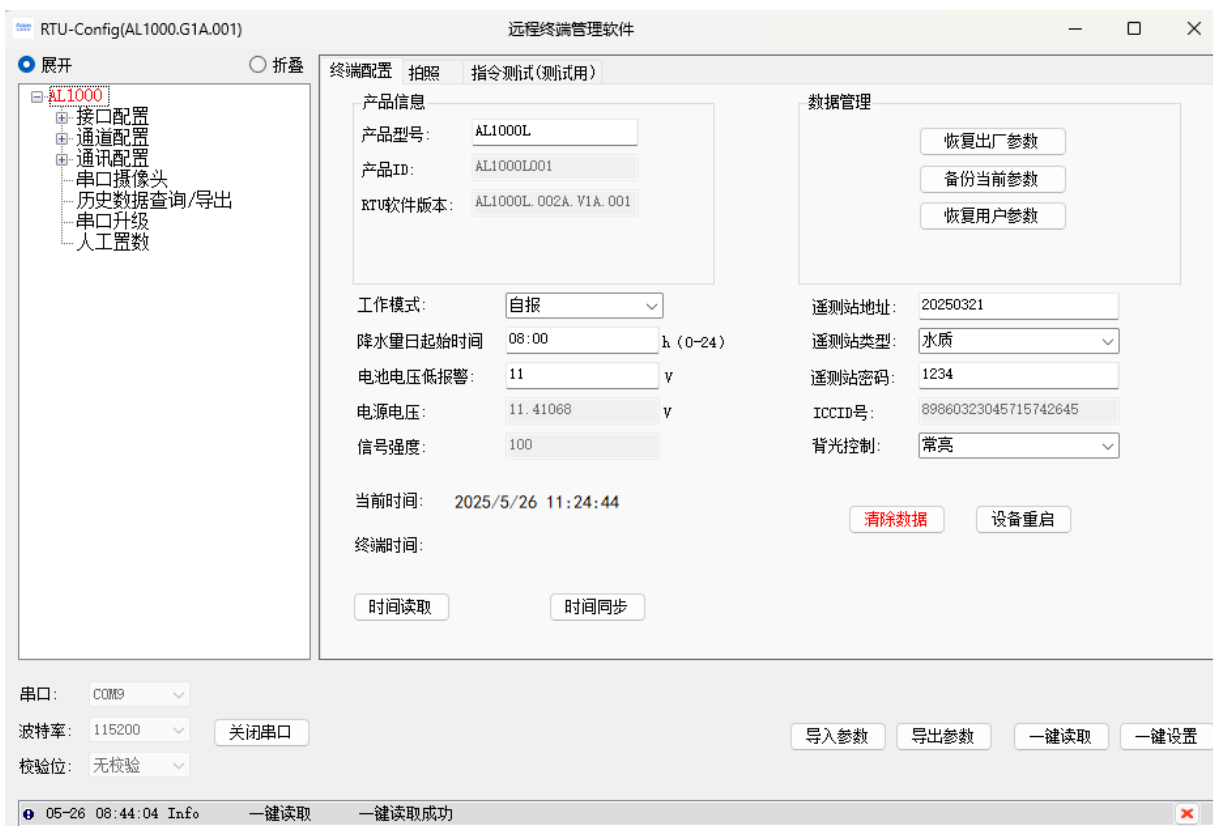 RTU-Config(AL1000.G1A.001) 远程终端管理软件
展开 折叠
AL1000
接口配置
通道配置
通讯配置
串口摄像头
历史数据查询/导出
串口升级
人工置数
终端配置 拍照 指令测试(测试用)
产品信息
产品型号: AL1000L
产品ID: AL1000L001
RTU软件版本: AL1000L.002A.V1A.001
数据管理
恢复出厂参数
备份当前参数
恢复用户参数
工作模式: 自报
降水量日起始时间 08:00 h (0-24)
电池电压低报警: 11 V
电源电压: 11.41068 V
信号强度: 100
遥测站地址: 20250321
遥测站类型: 水质
遥测站密码: 1234
ICCID号: 89860323045715742645
背光控制: 常亮
当前时间: 2025/5/26 11:24:44
终端时间:
清除数据 设备重启
时间读取 时间同步
串口: COM9
波特率: 115200 关闭串口
校验位: 无校验
导入参数 导出参数 一键读取 一键设置
05-26 08:44:04 Info 一键读取 一键读取成功